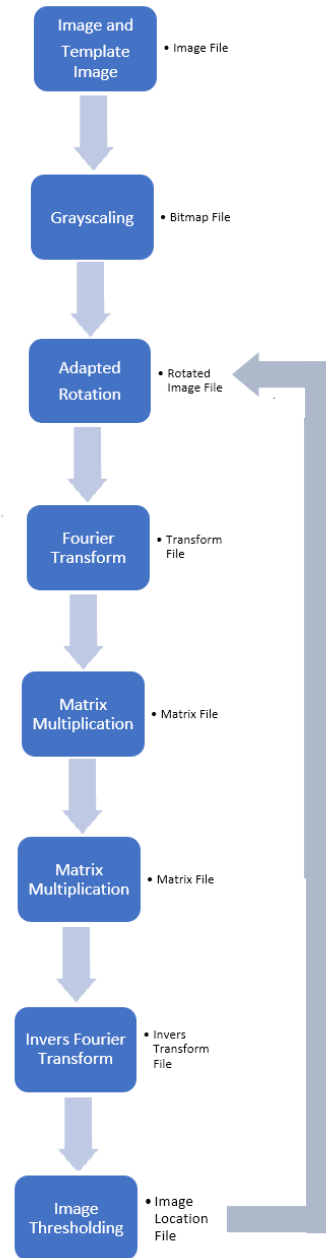 Image and
Template
Image
• Image File
Grayscaling
• Bitmap File
Adapted
Rotation
• Rotated
Image File
Fourier
Transform
• Transform
File
Matrix
Multiplication
• Matrix File
Matrix
Multiplication
• Matrix File
Invers Fourier
Transform
• Invers
Transform
File
Image
Thresholding
• Image
Location
File